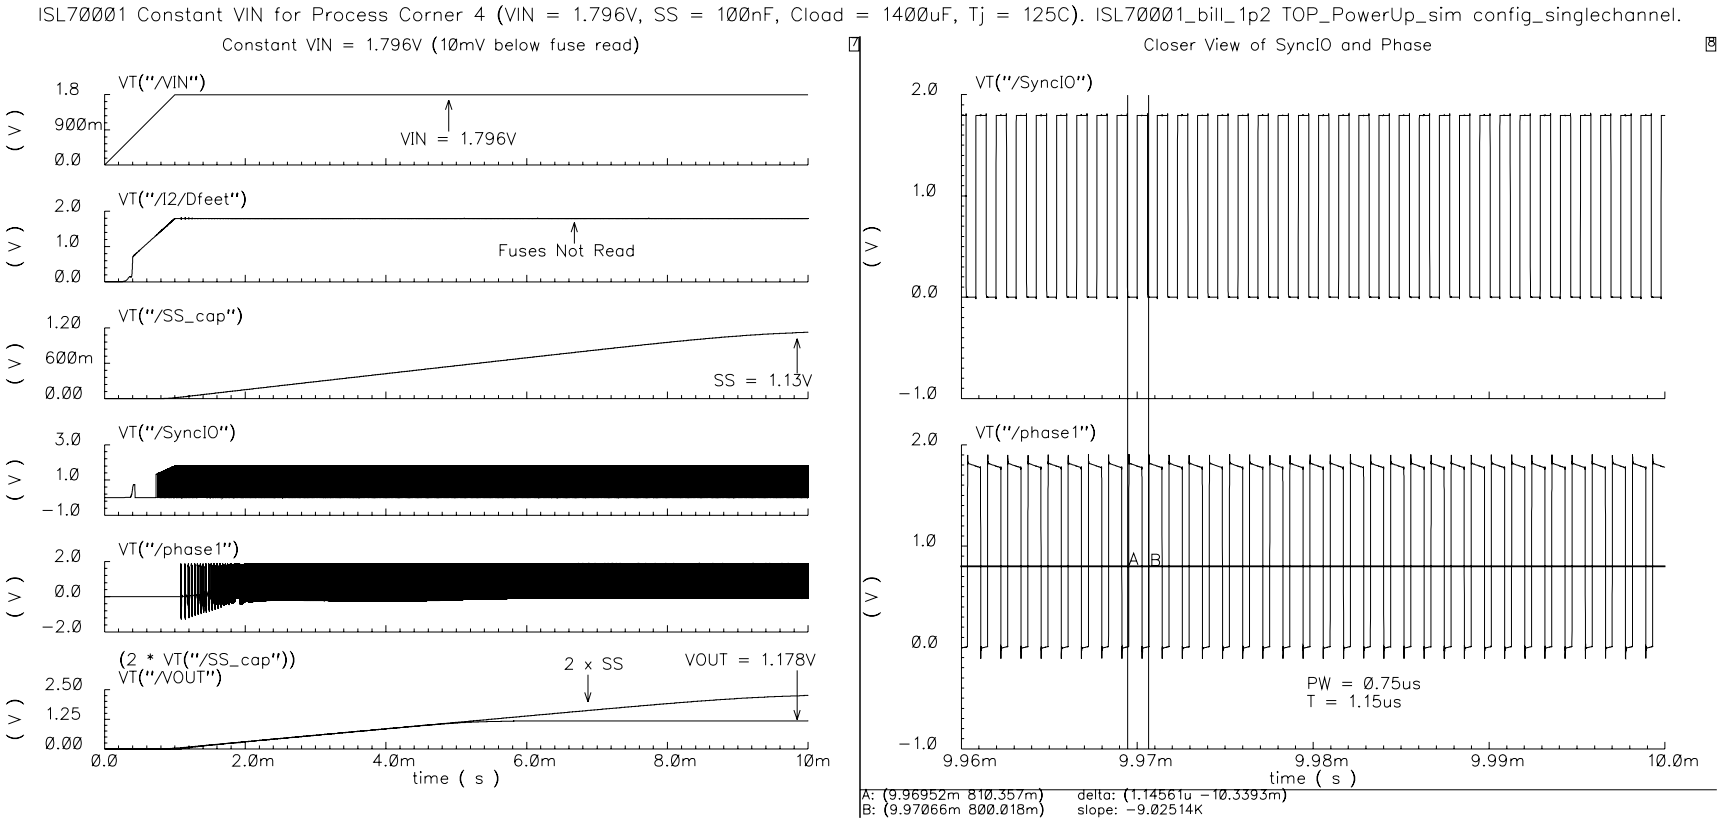 ISL70001 Constant VIN for Process Corner 4 (VIN = 1.796V, SS = 100nF, Cload = 1400uF, Tj = 125C). ISL70001_bill_1p2 TOP_PowerUp_sim config_singlechannel.
Constant VIN = 1.796V (10mV below fuse read)
7
VT("/VIN")
1.8
900m
0.0
( V )
VIN = 1.796V
VT("/I2/Dfeet")
2.0
1.0
0.0
( V )
Fuses Not Read
VT("/SS_cap")
1.20
600m
0.00
( V )
SS = 1.13V
VT("/SyncIO")
3.0
1.0
-1.0
( V )
VT("/phase1")
2.0
0.0
-2.0
( V )
(2 * VT("/SS_cap"))
VT("/VOUT")
2 x SS
VOUT = 1.178V
2.50
1.25
0.00
( V )
0.0 2.0m 4.0m 6.0m 8.0m 10m
time ( s )
Closer View of SyncIO and Phase
8
VT("/SyncIO")
2.0
1.0
0.0
-1.0
( V )
VT("/phase1")
2.0
1.0
0.0
-1.0
( V )
A B
PW = 0.75us
T = 1.15us
9.96m 9.97m 9.98m 9.99m 10.0m
time ( s )
A: (9.96952m 810.357m) delta: (1.14561u -10.3393m)
B: (9.97066m 800.018m) slope: -9.02514K